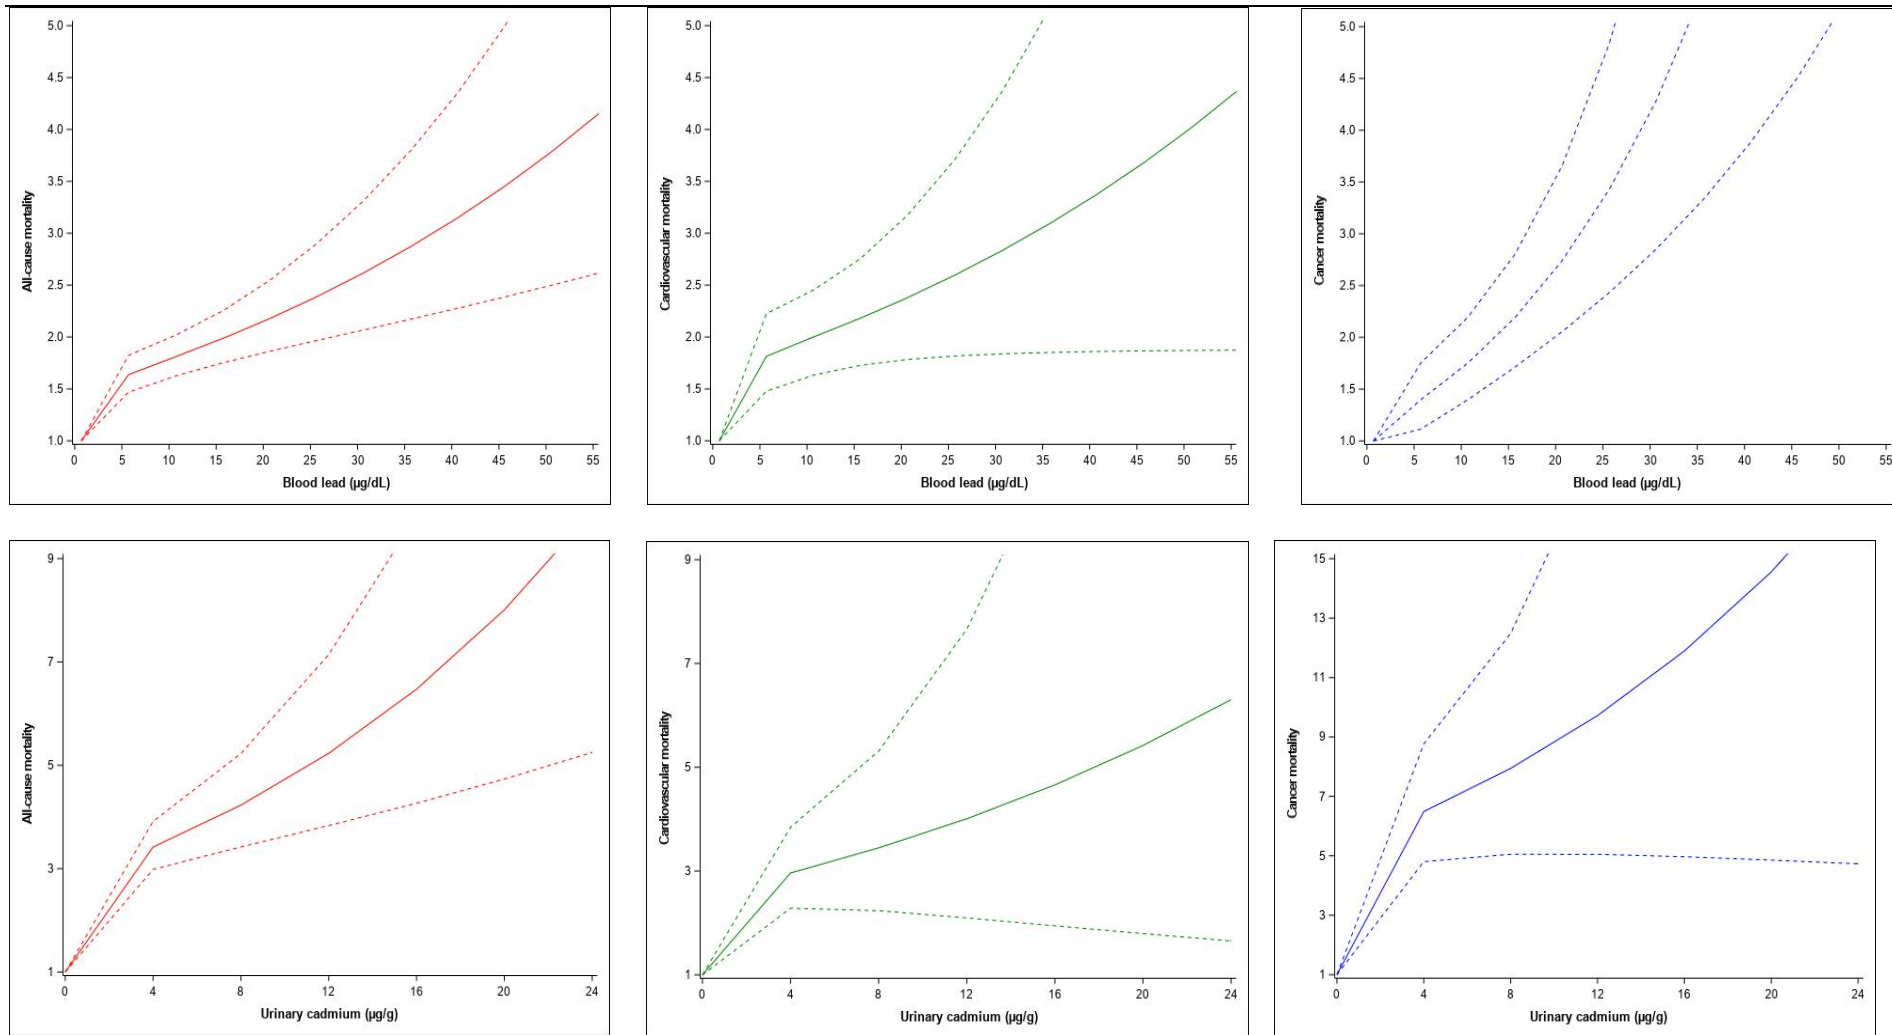 5.0
4.5
4.0
3.5
3.0
2.5
2.0
1.5
1.0
All-cause mortality
0 5 10 15 20 25 30 35 40 45 50 55
Blood lead (µg/dL)
5.0
4.5
4.0
3.5
3.0
2.5
2.0
1.5
1.0
Cardiovascular mortality
0 5 10 15 20 25 30 35 40 45 50 55
Blood lead (µg/dL)
5.0
4.5
4.0
3.5
3.0
2.5
2.0
1.5
1.0
Cancer mortality
0 5 10 15 20 25 30 35 40 45 50 55
Blood lead (µg/dL)
9
7
5
3
1
All-cause mortality
0 4 8 12 16 20 24
Urinary cadmium (µg/g)
9
7
5
3
1
Cardiovascular mortality
0 4 8 12 16 20 24
Urinary cadmium (µg/g)
15
13
11
9
7
5
3
1
Cancer mortality
0 4 8 12 16 20 24
Urinary cadmium (µg/g)